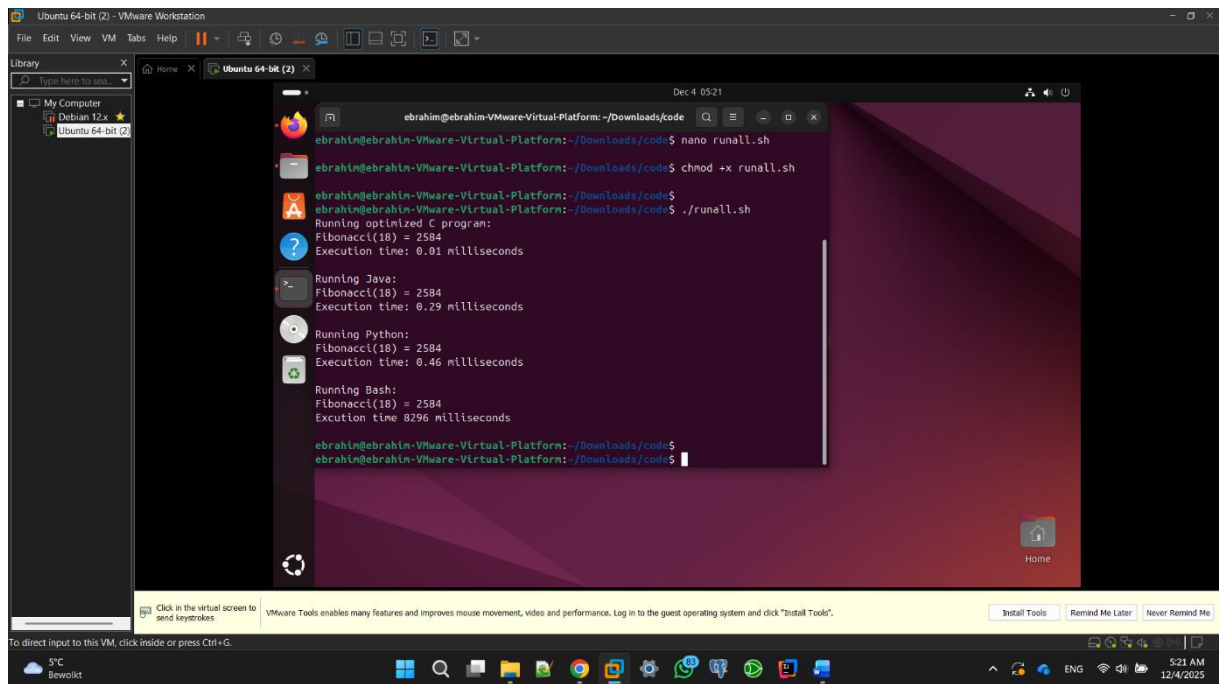 Ubuntu 64-bit (2) - VMware Workstation
File Edit View VM Tabs Help
Library X
Type here to sea...
My Computer
Debian 12.x
Ubuntu 64-bit (2)
Home X Ubuntu 64-bit (2) X
Dec 4 05:21
ebrahim@ebrahim-VMware-Virtual-Platform: ~/Downloads/code
ebrahim@ebrahim-VMware-Virtual-Platform:~/Downloads/code$ nano runall.sh
ebrahim@ebrahim-VMware-Virtual-Platform:~/Downloads/code$ chmod +x runall.sh
ebrahim@ebrahim-VMware-Virtual-Platform:~/Downloads/code$
ebrahim@ebrahim-VMware-Virtual-Platform:~/Downloads/code$ ./runall.sh
Running optimized C program:
Fibonacci(18) = 2584
Execution time: 0.01 milliseconds
Running Java:
Fibonacci(18) = 2584
Execution time: 0.29 milliseconds
Running Python:
Fibonacci(18) = 2584
Execution time: 0.46 milliseconds
Running Bash:
Fibonacci(18) = 2584
Excution time 8296 milliseconds
ebrahim@ebrahim-VMware-Virtual-Platform:~/Downloads/code$
ebrahim@ebrahim-VMware-Virtual-Platform:~/Downloads/code$
Home
Click in the virtual screen to
send keystrokes
VMware Tools enables many features and improves mouse movement, video and performance. Log in to the guest operating system and click "Install Tools".
Install Tools Remind Me Later Never Remind Me
To direct input to this VM, click inside or press Ctrl+G.
5°C
Bewolkt
83
ENG
5:21 AM
12/4/2025